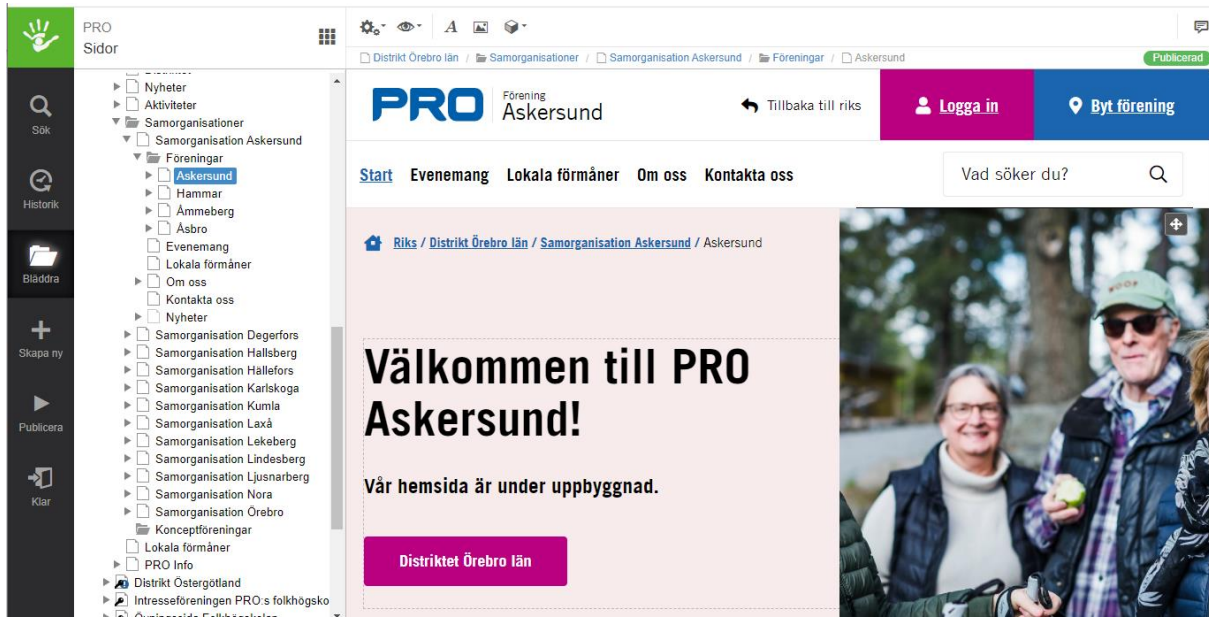 PRO
Sidor
Sök
Historik
Bläddra
Skapa ny
Publicera
Klar
Nyheter
Aktiviteter
Samorganisationer
Samorganisation Askersund
Föreningar
Askersund
Hammar
Åmmeberg
Åsbro
Evenemang
Lokala förmåner
Om oss
Kontakta oss
Nyheter
Samorganisation Degerfors
Samorganisation Hallsberg
Samorganisation Hällefors
Samorganisation Karlskoga
Samorganisation Kumla
Samorganisation Laxå
Samorganisation Lekeberg
Samorganisation Lindesberg
Samorganisation Ljusnarberg
Samorganisation Nora
Samorganisation Örebro
Konceptföreningar
Lokala förmåner
PRO Info
Distrikt Östergötland
Intresseföreningen PRO:s folkhögsko
A
Distrikt Örebro län / Samorganisationer / Samorganisation Askersund / Föreningar / Askersund
Publicerad
PRO
Förening
Askersund
Tillbaka till riks
Logga in
Byt förening
Start Evenemang Lokala förmåner Om oss Kontakta oss
Vad söker du?
Riks / Distrikt Örebro län / Samorganisation Askersund / Askersund
Välkommen till PRO
Askersund!
Vår hemsida är under uppbyggnad.
Distriktet Örebro län
WOOF